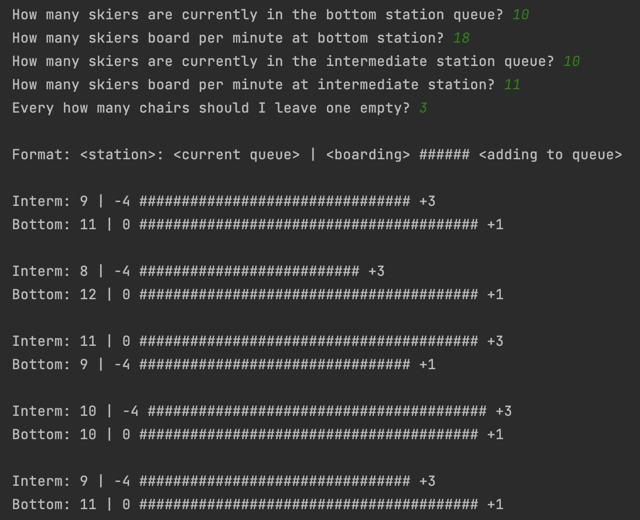 How many skiers are currently in the bottom station queue? 10
How many skiers board per minute at bottom station? 18
How many skiers are currently in the intermediate station queue? 10
How many skiers board per minute at intermediate station? 11
Every how many chairs should I leave one empty? 3
Format: <station>: <current queue> | <boarding> ###### <adding to queue>
Interm: 9 | -4 ################################ +3
Bottom: 11 | 0 ######################################## +1
Interm: 8 | -4 ########################## +3
Bottom: 12 | 0 ######################################## +1
Interm: 11 | 0 ######################################## +3
Bottom: 9 | -4 ################################ +1
Interm: 10 | -4 ######################################## +3
Bottom: 10 | 0 ######################################## +1
Interm: 9 | -4 ################################ +3
Bottom: 11 | 0 ######################################## +1